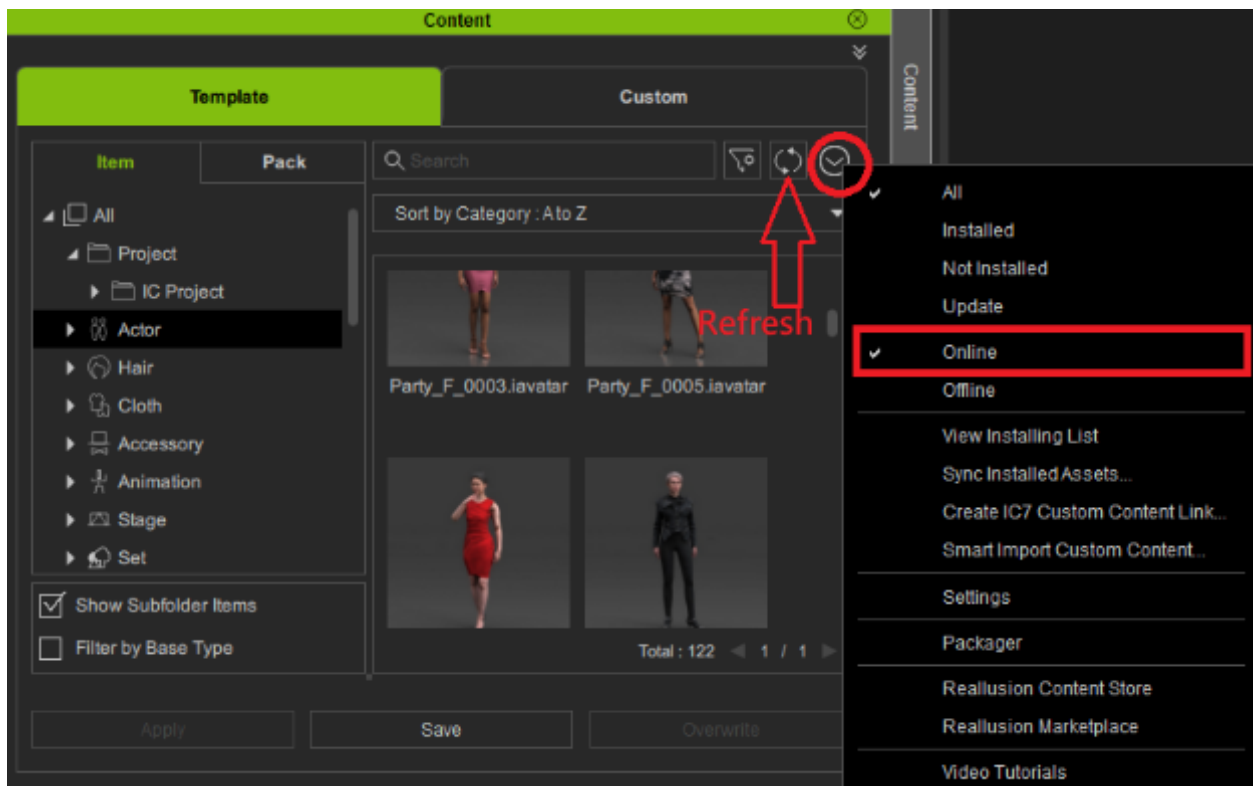 Content
Content
Template
Custom
Item
Pack
Search
All
Sort by Category : A to Z
Project
IC Project
Actor
Hair
Cloth
Accessory
Animation
Stage
Set
Refresh
Party_F_0003.iavatar
Party_F_0005.iavatar
Show Subfolder Items
Filter by Base Type
Total : 122
1 / 1
Apply
Save
Overwrite
All
Installed
Not Installed
Update
Online
Offline
View Installing List
Sync Installed Assets...
Create IC7 Custom Content Link...
Smart Import Custom Content...
Settings
Packager
Reallusion Content Store
Reallusion Marketplace
Video Tutorials